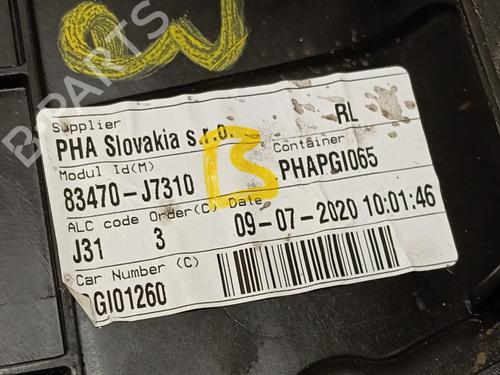 Supplier
PHA Slovakia s.r.o.
RL
Modul Id(M)
Container
83470-J7310
PHAPGI065
B
ALC code Order(C) Date
J31 3 09-07-2020 10:01:46
Car Number (C)
PGI01260
B PARTS